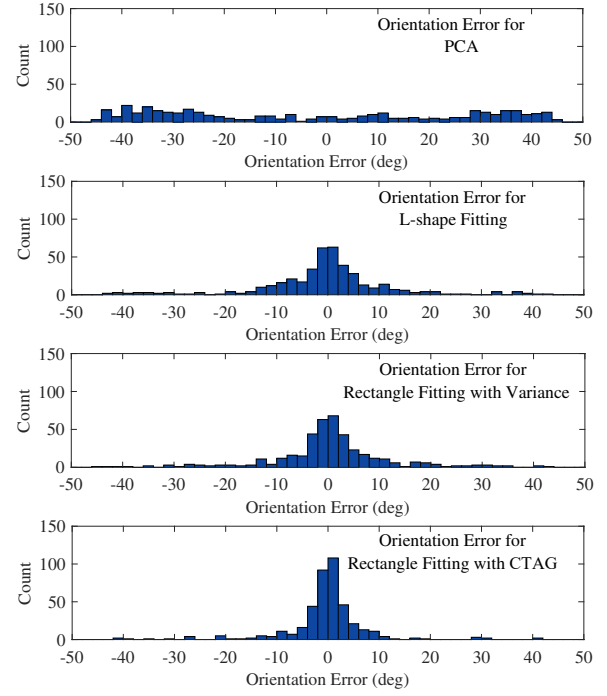 150
Orientation Error for
PCA
100
Count
50
0
-50 -40 -30 -20 -10 0 10 20 30 40 50
Orientation Error (deg)
150
Orientation Error for
L-shape Fitting
100
Count
50
0
-50 -40 -30 -20 -10 0 10 20 30 40 50
Orientation Error (deg)
150
Orientation Error for
Rectangle Fitting with Variance
100
Count
50
0
-50 -40 -30 -20 -10 0 10 20 30 40 50
Orientation Error (deg)
150
Orientation Error for
Rectangle Fitting with CTAG
100
Count
50
0
-50 -40 -30 -20 -10 0 10 20 30 40 50
Orientation Error (deg)